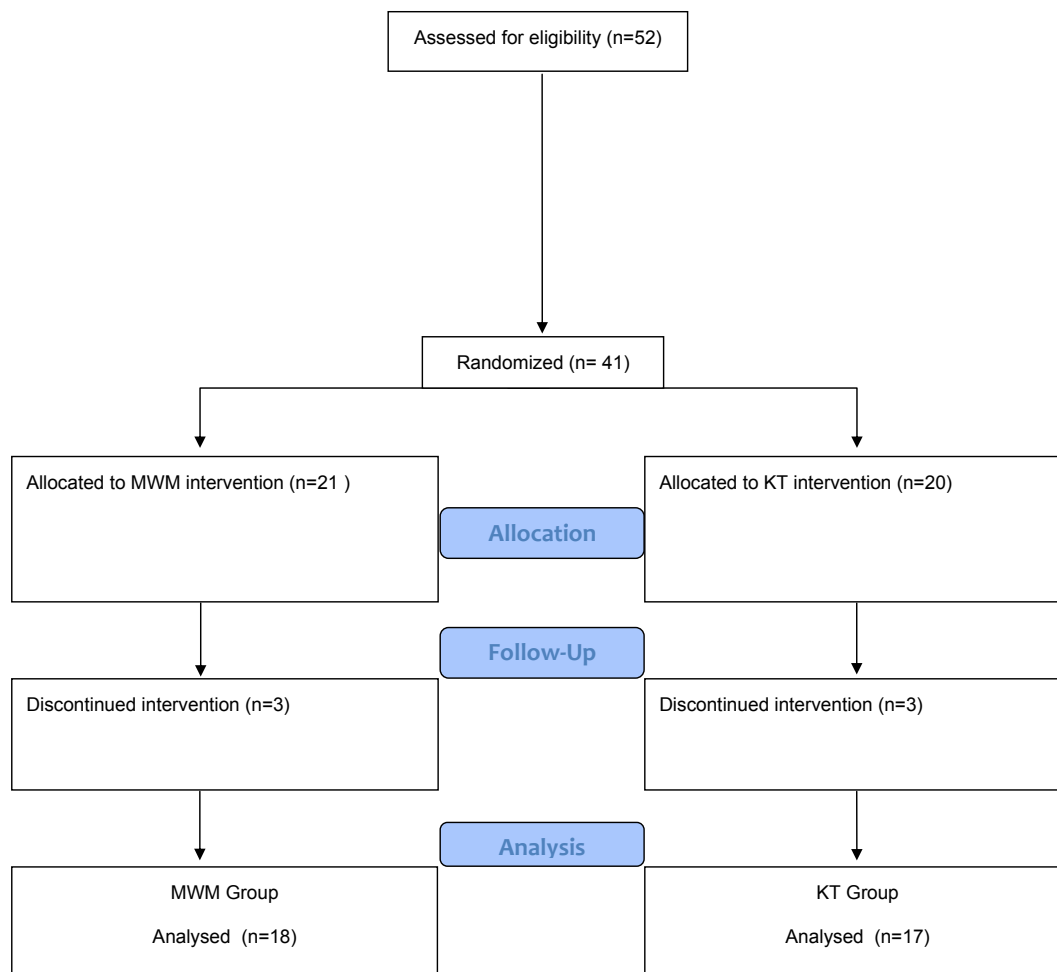 Assessed for eligibility (n=52)
Randomized (n= 41)
Allocated to MWM intervention (n=21 )
Allocated to KT intervention (n=20)
Allocation
Follow-Up
Discontinued intervention (n=3)
Discontinued intervention (n=3)
Analysis
MWM Group
Analysed (n=18)
KT Group
Analysed (n=17)